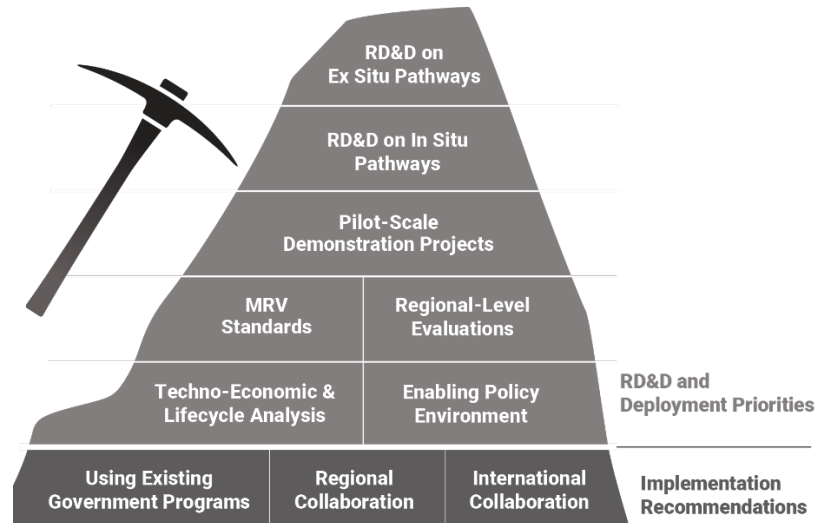 RD&D on
Ex Situ Pathways
RD&D on In Situ
Pathways
Pilot-Scale
Demonstration Projects
MRV
Standards
Regional-Level
Evaluations
Techno-Economic &
Lifecycle Analysis
Enabling Policy
Environment
RD&D and
Deployment Priorities
Using Existing
Government Programs
Regional
Collaboration
International
Collaboration
Implementation
Recommendations